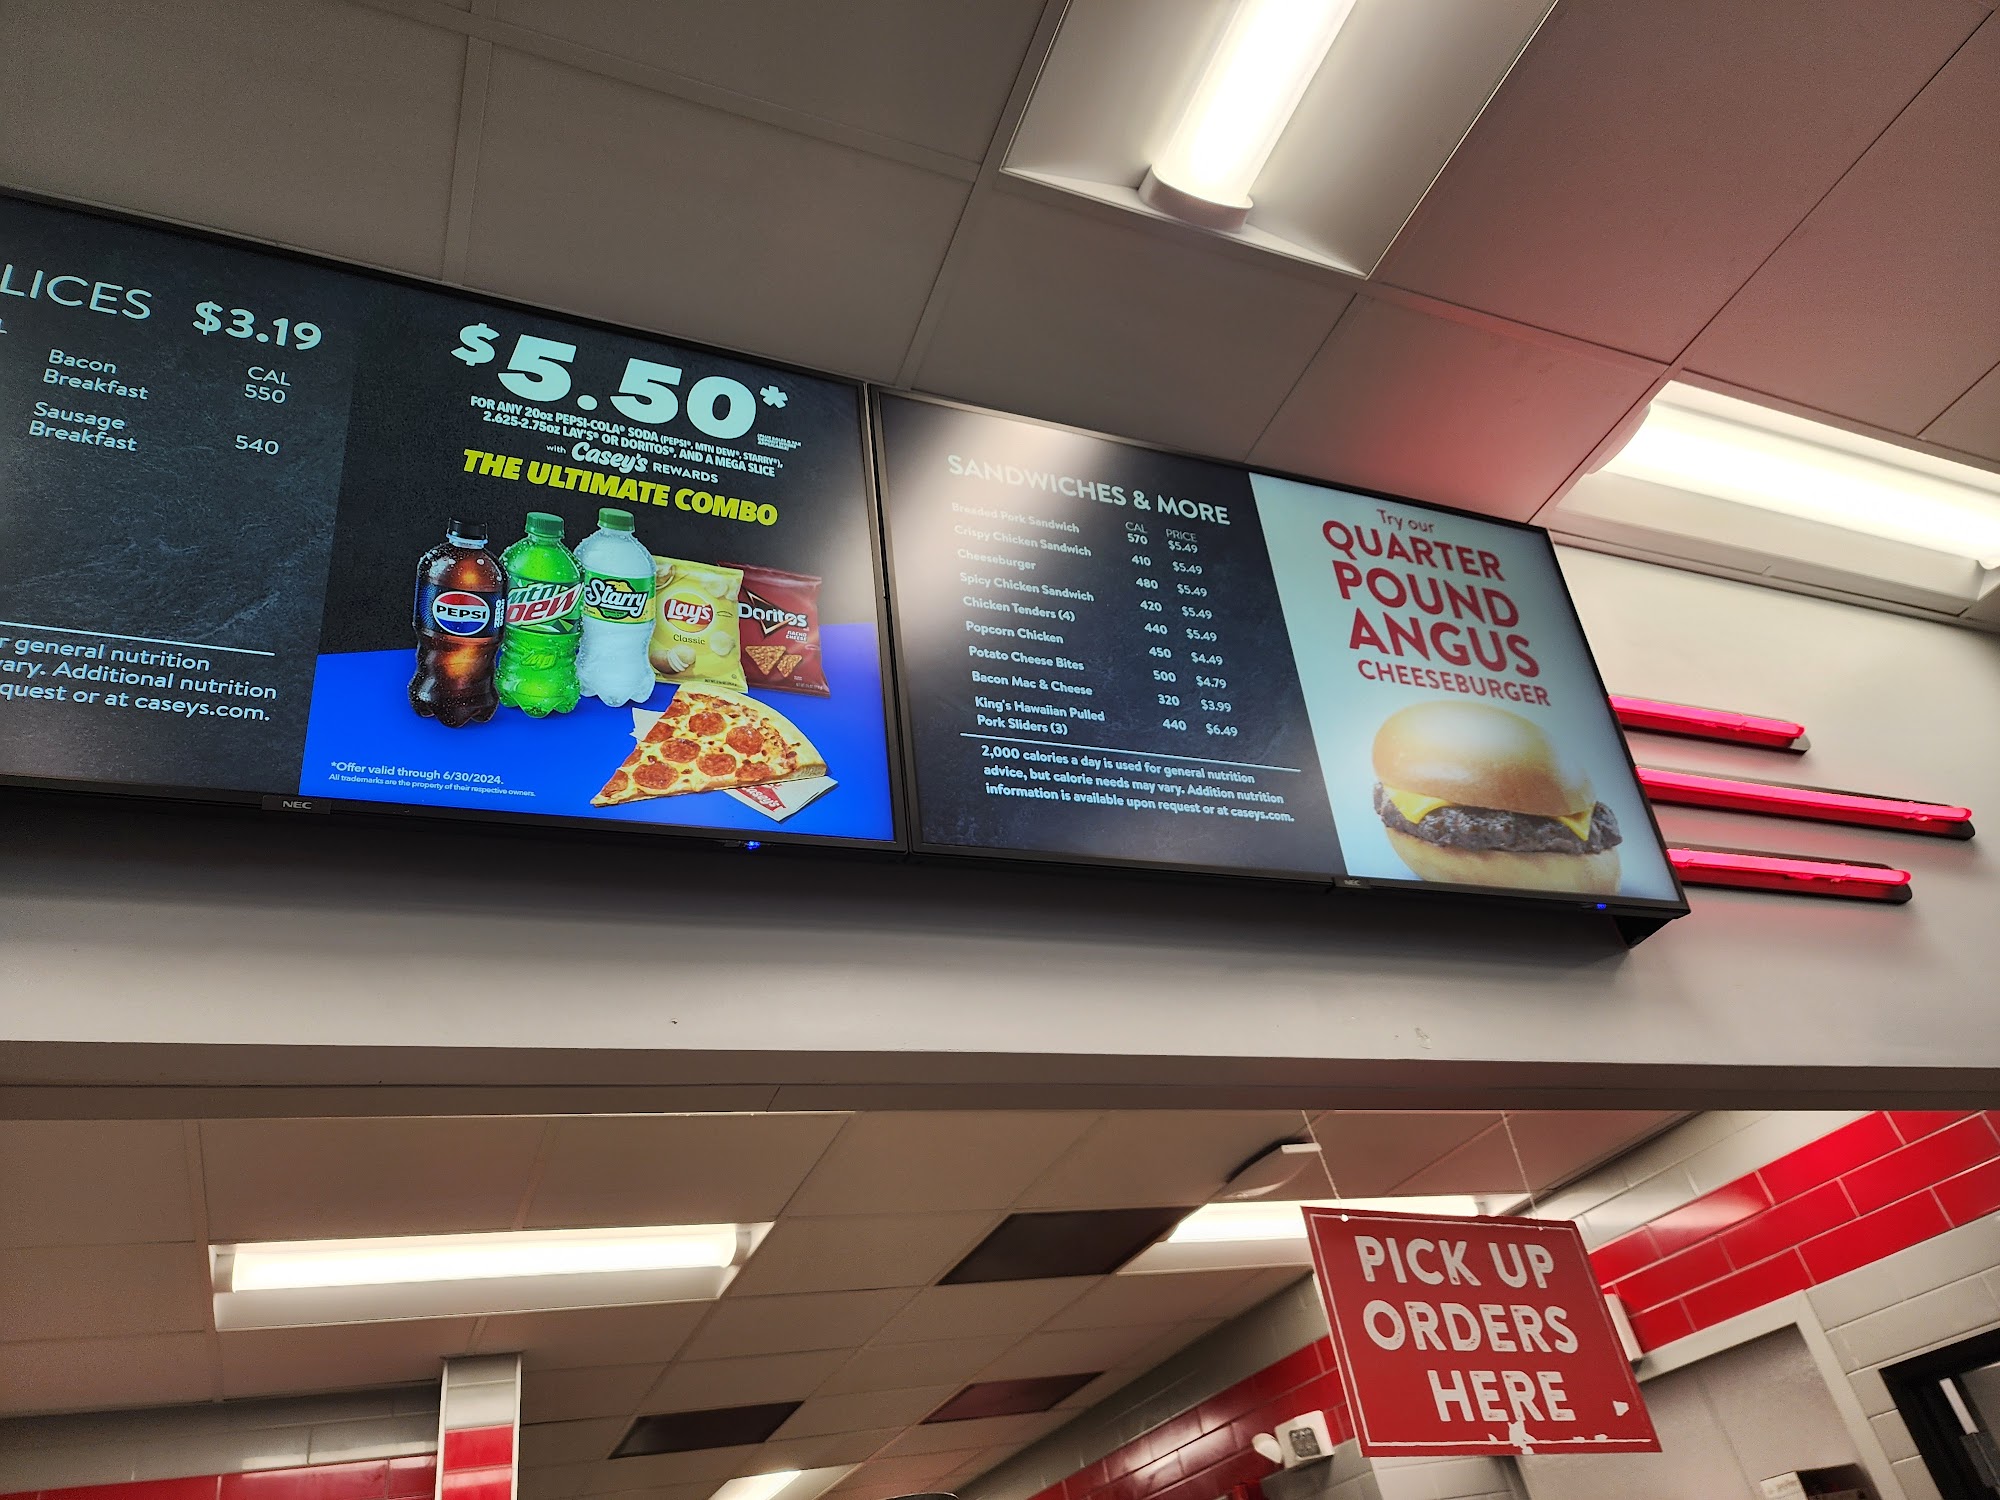 LICES $3.19
CAL
Bacon
Breakfast 550
Sausage
Breakfast 540
r general nutrition
vary. Additional nutrition
quest or at caseys.com.
NEC
$5.50*
FOR ANY 20oz PEPSI-COLA® SODA (PEPSI®, MTN DEW®, STARRY®),
2.625-2.75oz LAY'S® OR DORITOS®, AND A MEGA SLICE
with Casey's REWARDS
THE ULTIMATE COMBO
PEPSI
mtn
DEW
Starry
Lay's
Classic
Doritos
NACHO
CHEESE
Casey's
*Offer valid through 6/30/2024.
All trademarks are the property of their respective owners.
SANDWICHES & MORE
CAL PRICE
Breaded Pork Sandwich 570 $5.49
Crispy Chicken Sandwich 410 $5.49
Cheeseburger 480 $5.49
Spicy Chicken Sandwich 420 $5.49
Chicken Tenders (4) 440 $5.49
Popcorn Chicken 450 $4.49
Potato Cheese Bites 500 $4.79
Bacon Mac & Cheese 320 $3.99
King's Hawaiian Pulled
Pork Sliders (3) 440 $6.49
2,000 calories a day is used for general nutrition
advice, but calorie needs may vary. Addition nutrition
information is available upon request or at caseys.com.
Try our
QUARTER
POUND
ANGUS
CHEESEBURGER
NEC
PICK UP
ORDERS
HERE